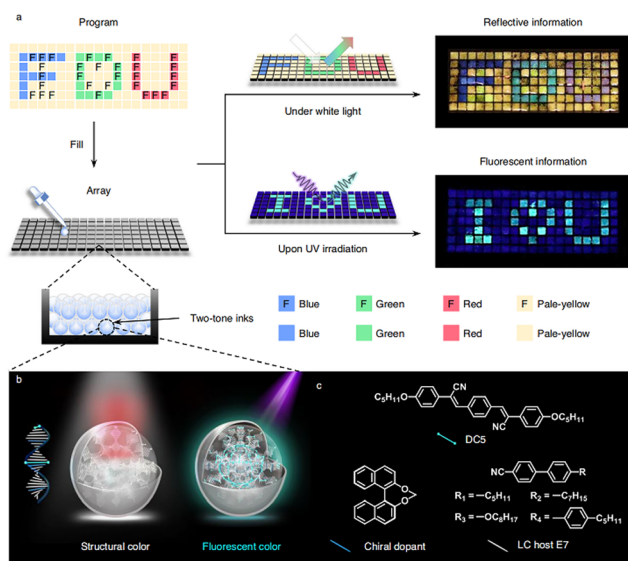 a
Program
Reflective information
F F F F F F F F F
F F F F F
F F F F F F
F F F F
F F F F F F F F
Fill
Under white light
Array
Fluorescent information
Upon UV irradiation
Two-tone inks
F Blue F Green F Red F Pale-yellow
Blue Green Red Pale-yellow
b
c
CN
C₅H₁₁O
OC₅H₁₁
NC
DC5
O
O
NC
R
R₁ = —C₅H₁₁ R₂ = —C₇H₁₅
R₃ = —OC₈H₁₇ R₄ = —C₅H₁₁
Structural color
Fluorescent color
Chiral dopant
LC host E7